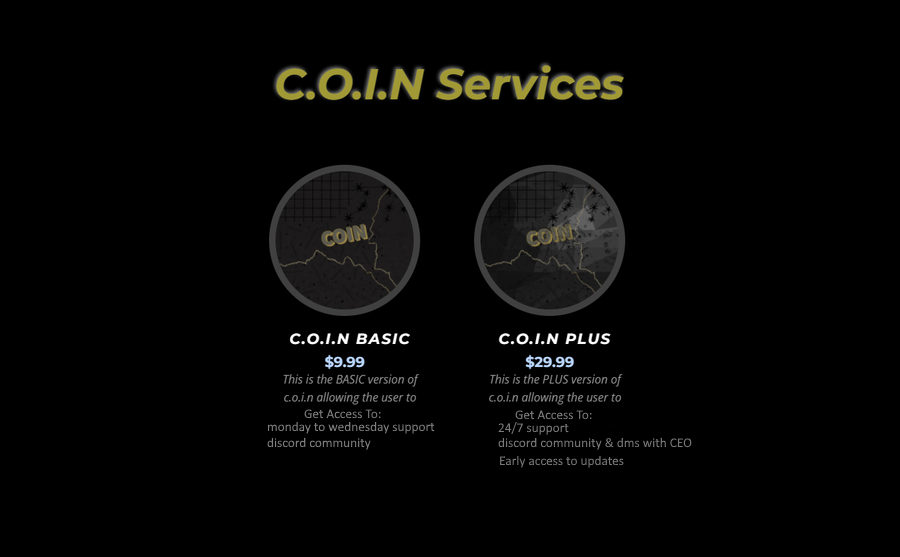 C.O.I.N Services
COIN
COIN
C.O.I.N BASIC
$9.99
This is the BASIC version of
c.o.i.n allowing the user to
Get Access To:
monday to wednesday support
discord community
C.O.I.N PLUS
$29.99
This is the PLUS version of
c.o.i.n allowing the user to
Get Access To:
24/7 support
discord community & dms with CEO
Early access to updates